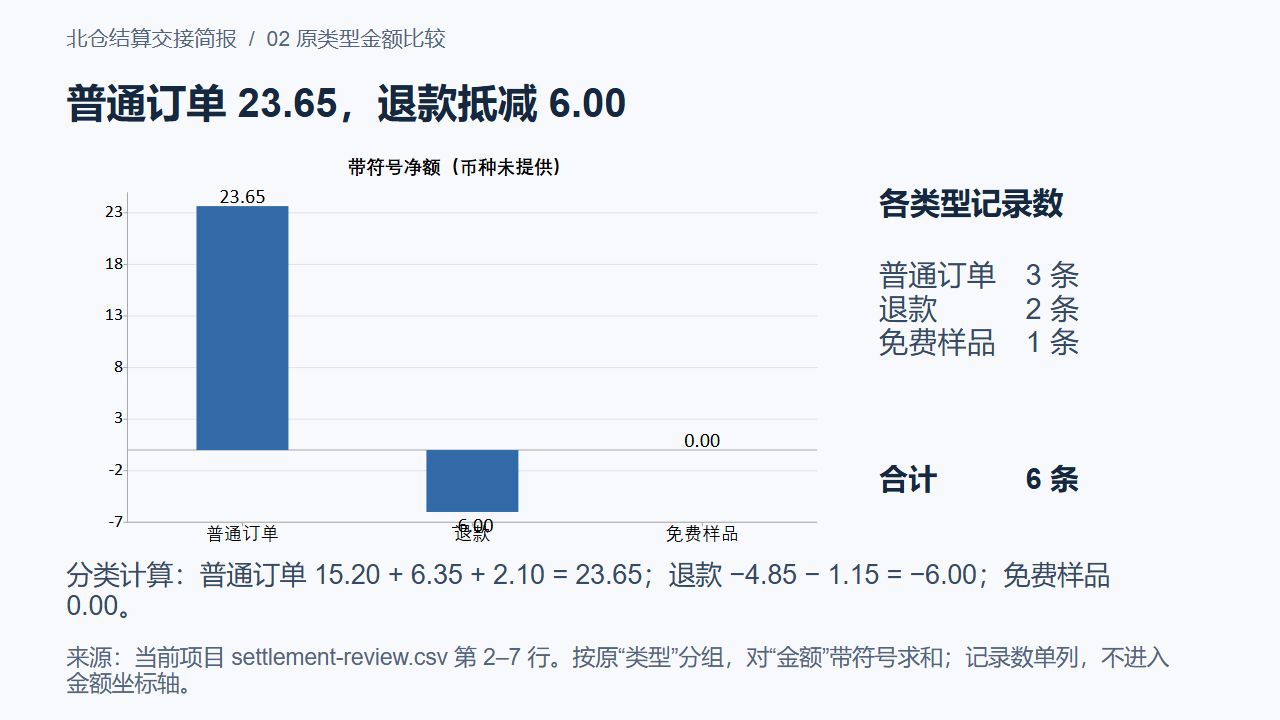 北仓结算交接简报 / 02 原类型金额比较
普通订单 23.65，退款抵减 6.00
带符号净额（币种未提供）
23.65
23
18
13
8
3
-2
-7
0.00
-6.00
普通订单
退款
免费样品
各类型记录数
普通订单 3 条
退款 2 条
免费样品 1 条
合计 6 条
分类计算：普通订单 15.20 + 6.35 + 2.10 = 23.65；退款 −4.85 − 1.15 = −6.00；免费样品
0.00。
来源：当前项目 settlement-review.csv 第 2–7 行。按原“类型”分组，对“金额”带符号求和；记录数单列，不进入
金额坐标轴。